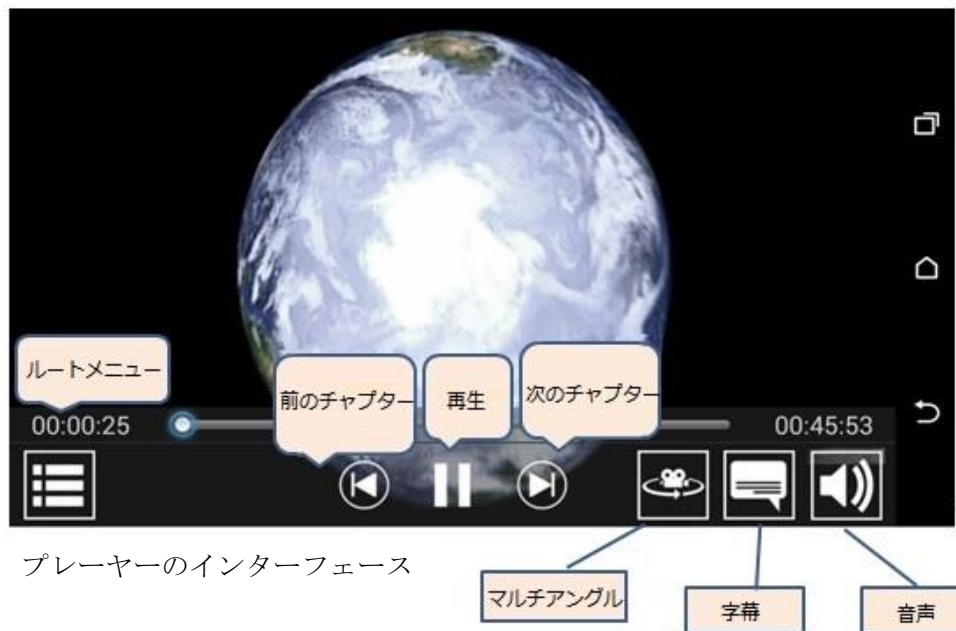 ルートメニュー
前のチャプター
再生
次のチャプター
00:00:25
00:45:53
プレーヤーのインターフェース
マルチアングル
字幕
音声